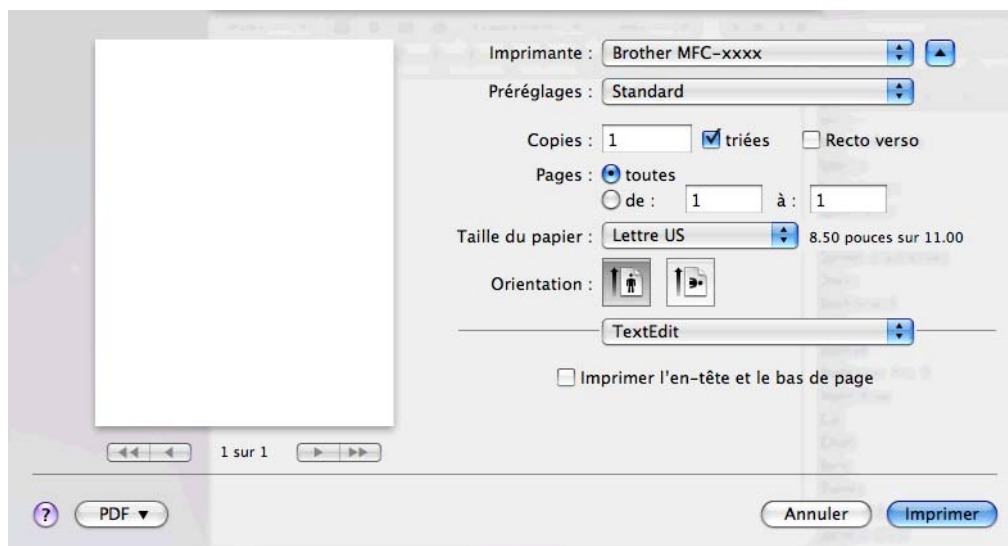 Imprimante : Brother MFC-xxxx
Préréglages : Standard
Copies : 1 triées Recto verso
Pages : toutes
de : 1 à : 1
Taille du papier : Lettre US 8.50 pouces sur 11.00
Orientation :
TextEdit
Imprimer l'en-tête et le bas de page
1 sur 1
? PDF Annuler Imprimer